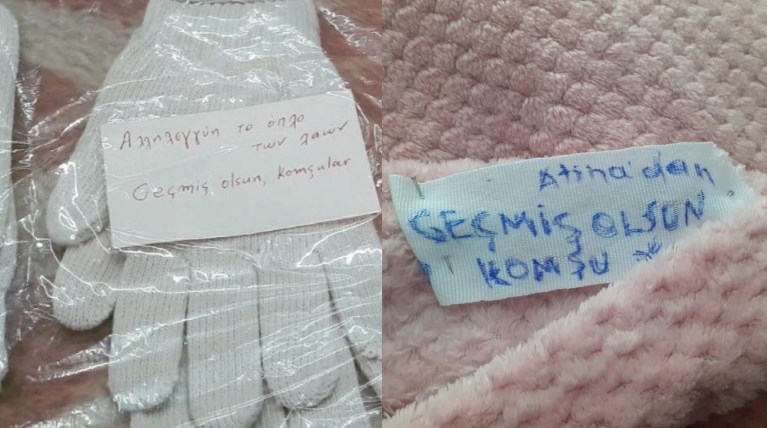 Αλληλεγγύη το όπλο
των λαών
Geçmiş olsun, komşular
Atina'dan
GEÇMİŞ OLSUN
KOMŞU